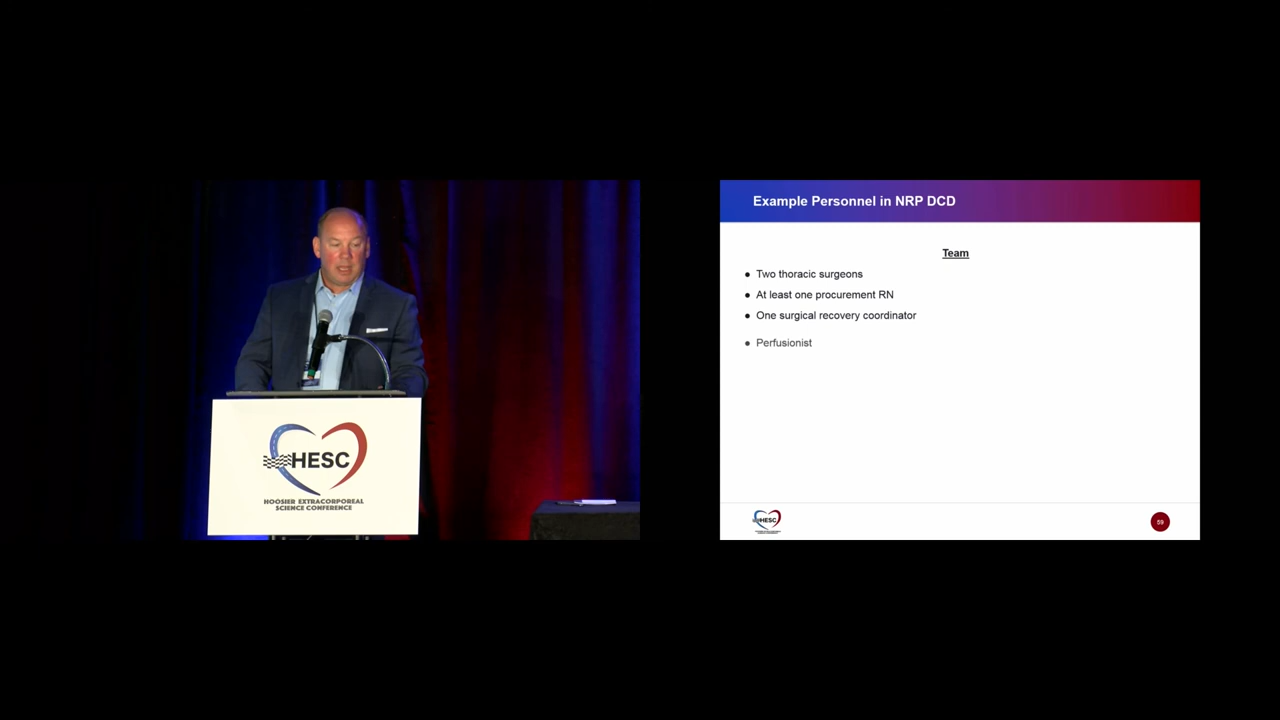 HESC
HOOSIER EXTRACORPOREAL
SCIENCE CONFERENCE
Example Personnel in NRP DCD
Team
● Two thoracic surgeons
● At least one procurement RN
● One surgical recovery coordinator
● Perfusionist
HESC
59